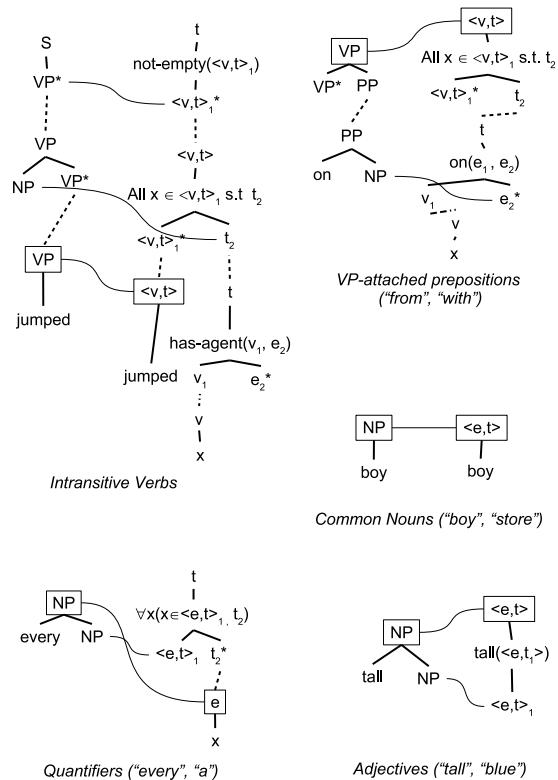 S
VP*
VP
NP VP*
VP
jumped
t
not-empty(<v,t>₁)
<v,t>₁*
<v,t>
All x ∈ <v,t>₁ s.t t₂
<v,t>₁* t₂
<v,t>
t
has-agent(v₁, e₂)
jumped
v₁ e₂*
v
x
Intransitive Verbs
VP
VP* PP
PP
on NP
<v,t>
All x ∈ <v,t>₁ s.t. t₂
<v,t>₁* t₂
t
on(e₁, e₂)
v₁ e₂*
v
x
VP-attached prepositions
("from", "with")
NP <e,t>
boy boy
Common Nouns ("boy", "store")
NP
every NP
t
∀x(x∈<e,t>₁, t₂)
<e,t>₁ t₂*
e
x
Quantifiers ("every", "a")
NP
tall NP
<e,t>
tall(<e,t₁>)
<e,t>₁
Adjectives ("tall", "blue")